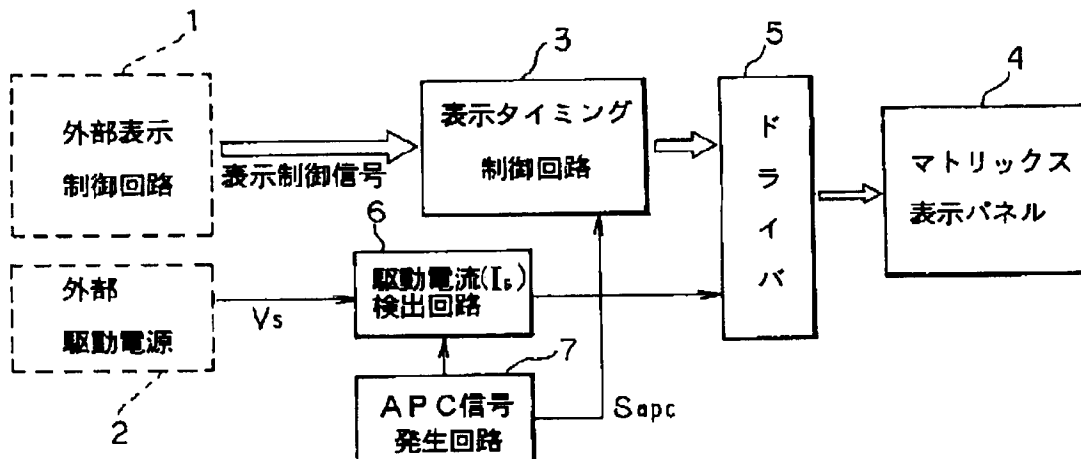 1
外部表示
制御回路
表示制御信号
3
表示タイミング
制御回路
5
ドライバ
4
マトリックス
表示パネル
外部
駆動電源
2
Vs
6
駆動電流(Is)
検出回路
7
APC信号
発生回路
Sapc